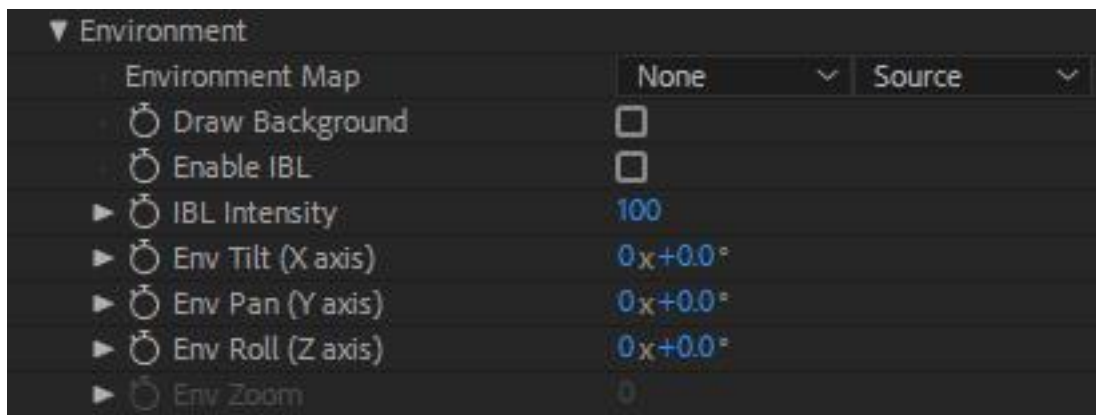 Environment
Environment Map None Source
Draw Background
Enable IBL
IBL Intensity 100
Env Tilt (X axis) 0x+0.0°
Env Pan (Y axis) 0x+0.0°
Env Roll (Z axis) 0x+0.0°
Env Zoom 0